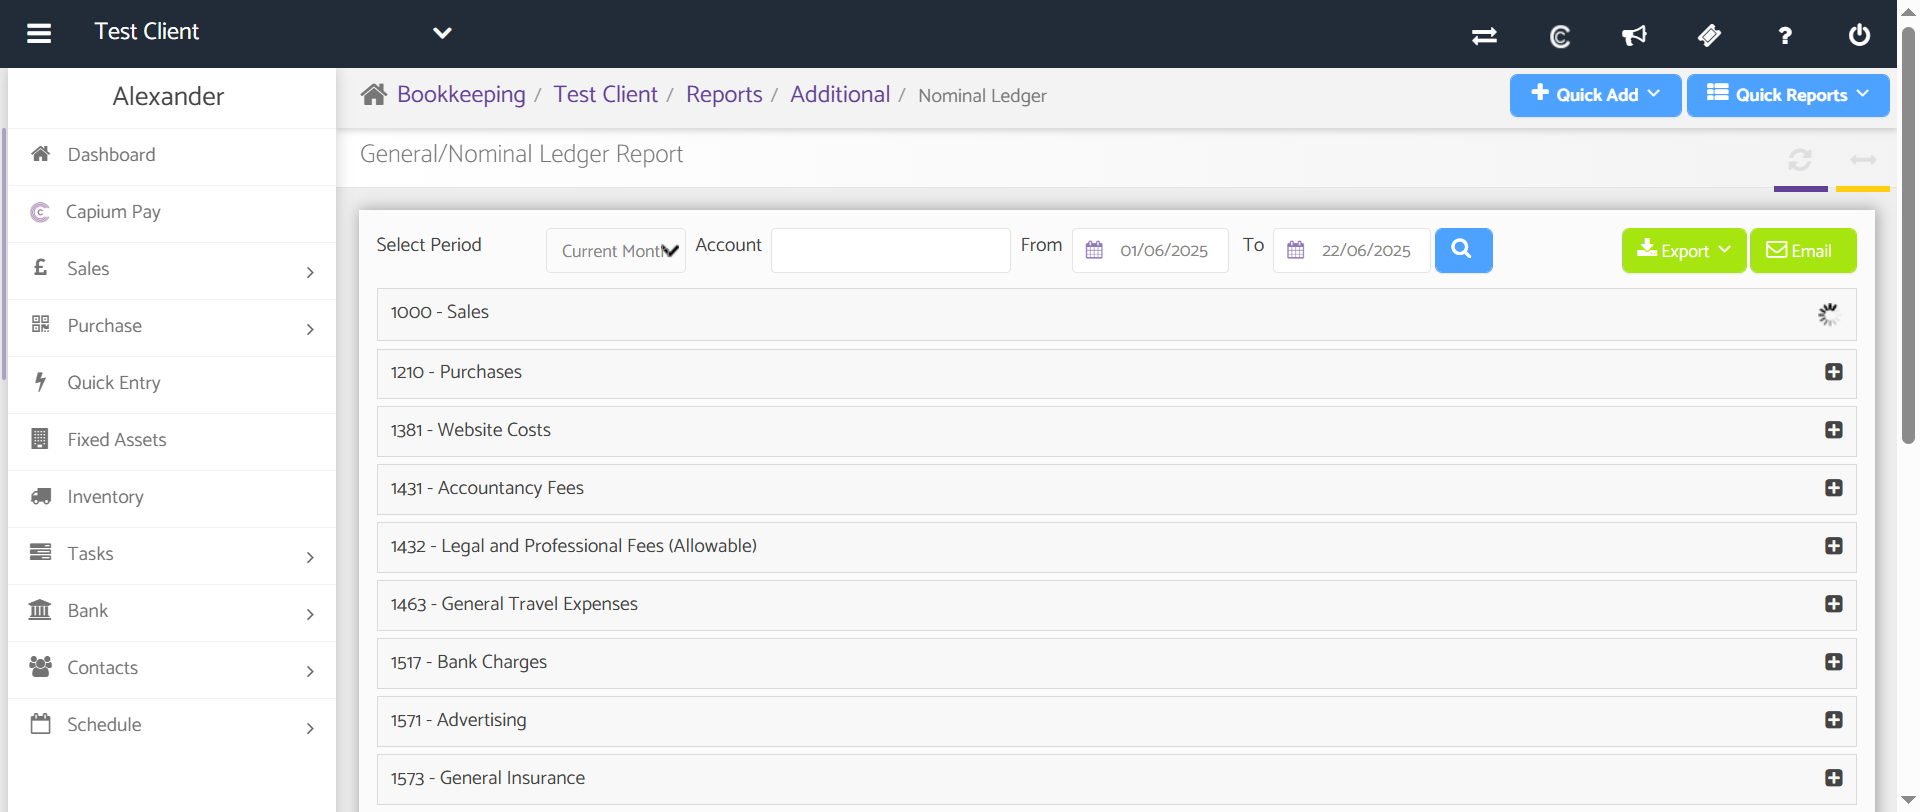 Test Client
?
Alexander
Bookkeeping / Test Client / Reports / Additional / Nominal Ledger
Quick Add
Quick Reports
Dashboard
Capium Pay
Sales
Purchase
Quick Entry
Fixed Assets
Inventory
Tasks
Bank
Contacts
Schedule
General/Nominal Ledger Report
Select Period
Current Month
Account
From
01/06/2025
To
22/06/2025
Export
Email
1000 - Sales
1210 - Purchases
1381 - Website Costs
1431 - Accountancy Fees
1432 - Legal and Professional Fees (Allowable)
1463 - General Travel Expenses
1517 - Bank Charges
1571 - Advertising
1573 - General Insurance